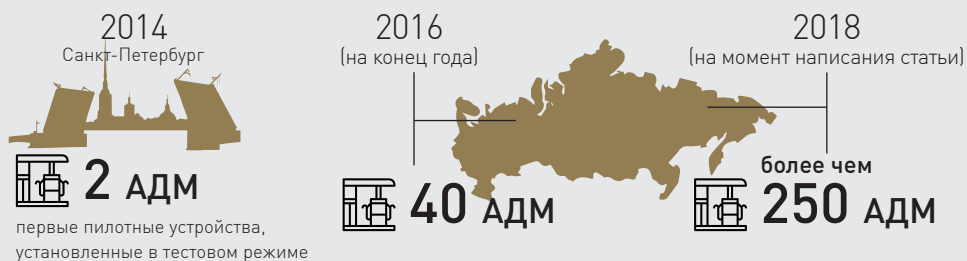 2014
Санкт-Петербург
2 АДМ
первые пилотные устройства,
установленные в тестовом режиме
2016
(на конец года)
40 АДМ
2018
(на момент написания статьи)
более чем
250 АДМ